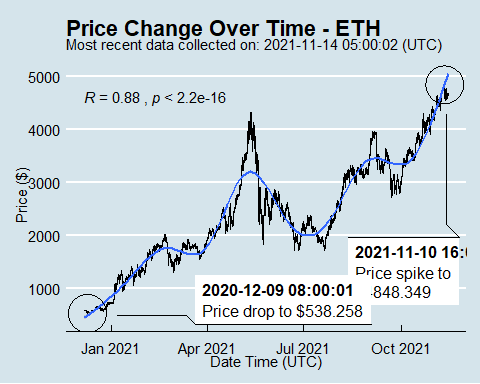 Price Change Over Time - ETH
Most recent data collected on: 2021-11-14 05:00:02 (UTC)
R = 0.88 , p < 2.2e-16
Price ($)
5000
4000
3000
2000
1000
2021-11-10 16:
Price spike to
848.349
2020-12-09 08:00:01
Price drop to $538.258
Jan 2021
Apr 2021
Jul 2021
Oct 2021
Date Time (UTC)